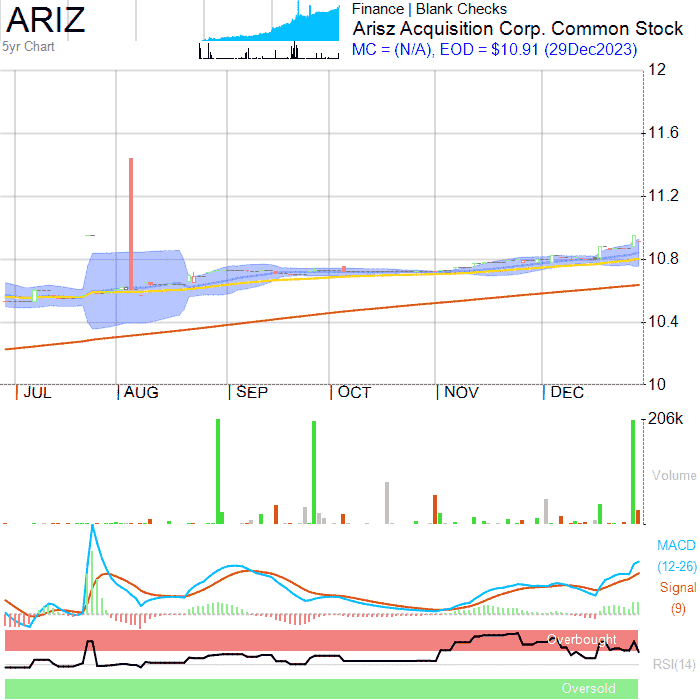 ARIZ
5yr Chart
Finance | Blank Checks
Arisz Acquisition Corp. Common Stock
MC = (N/A), EOD = $10.91 (29Dec2023)
12
11.6
11.2
10.8
10.4
10
JUL AUG SEP OCT NOV DEC
206k
Volume
MACD
(12-26)
Signal
(9)
Overbought
RSI(14)
Oversold